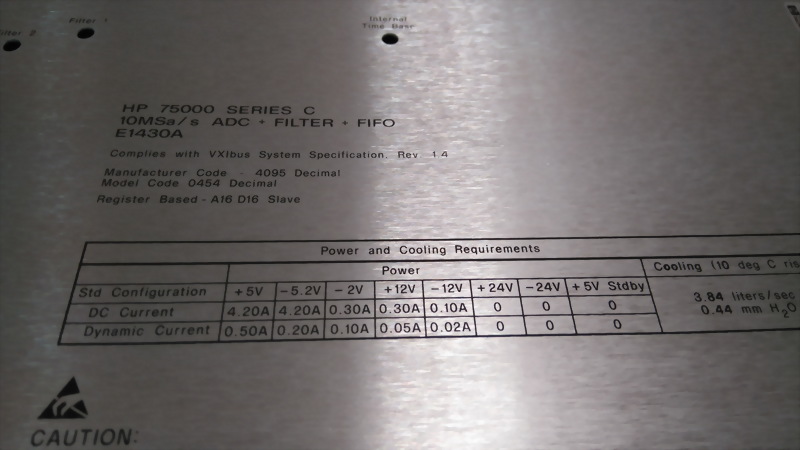 Filter 1
Filter 2
Internal
Time Base
HP 75000 SERIES C
10MSa/s ADC + FILTER + FIFO
E1430A
Complies with VXIbus System Specification, Rev 1.4
Manufacturer Code - 4095 Decimal
Model Code 0454 Decimal
Register Based - A16 D16 Slave
Power and Cooling Requirements
Power
Cooling (10 deg C ris
Std Configuration +5V -5.2V -2V +12V -12V +24V -24V +5V Stdby
DC Current 4.20A 4.20A 0.30A 0.30A 0.10A 0 0 0
3.84 liters/sec
Dynamic Current 0.50A 0.20A 0.10A 0.05A 0.02A 0 0 0
0.44 mm H₂O
CAUTION: